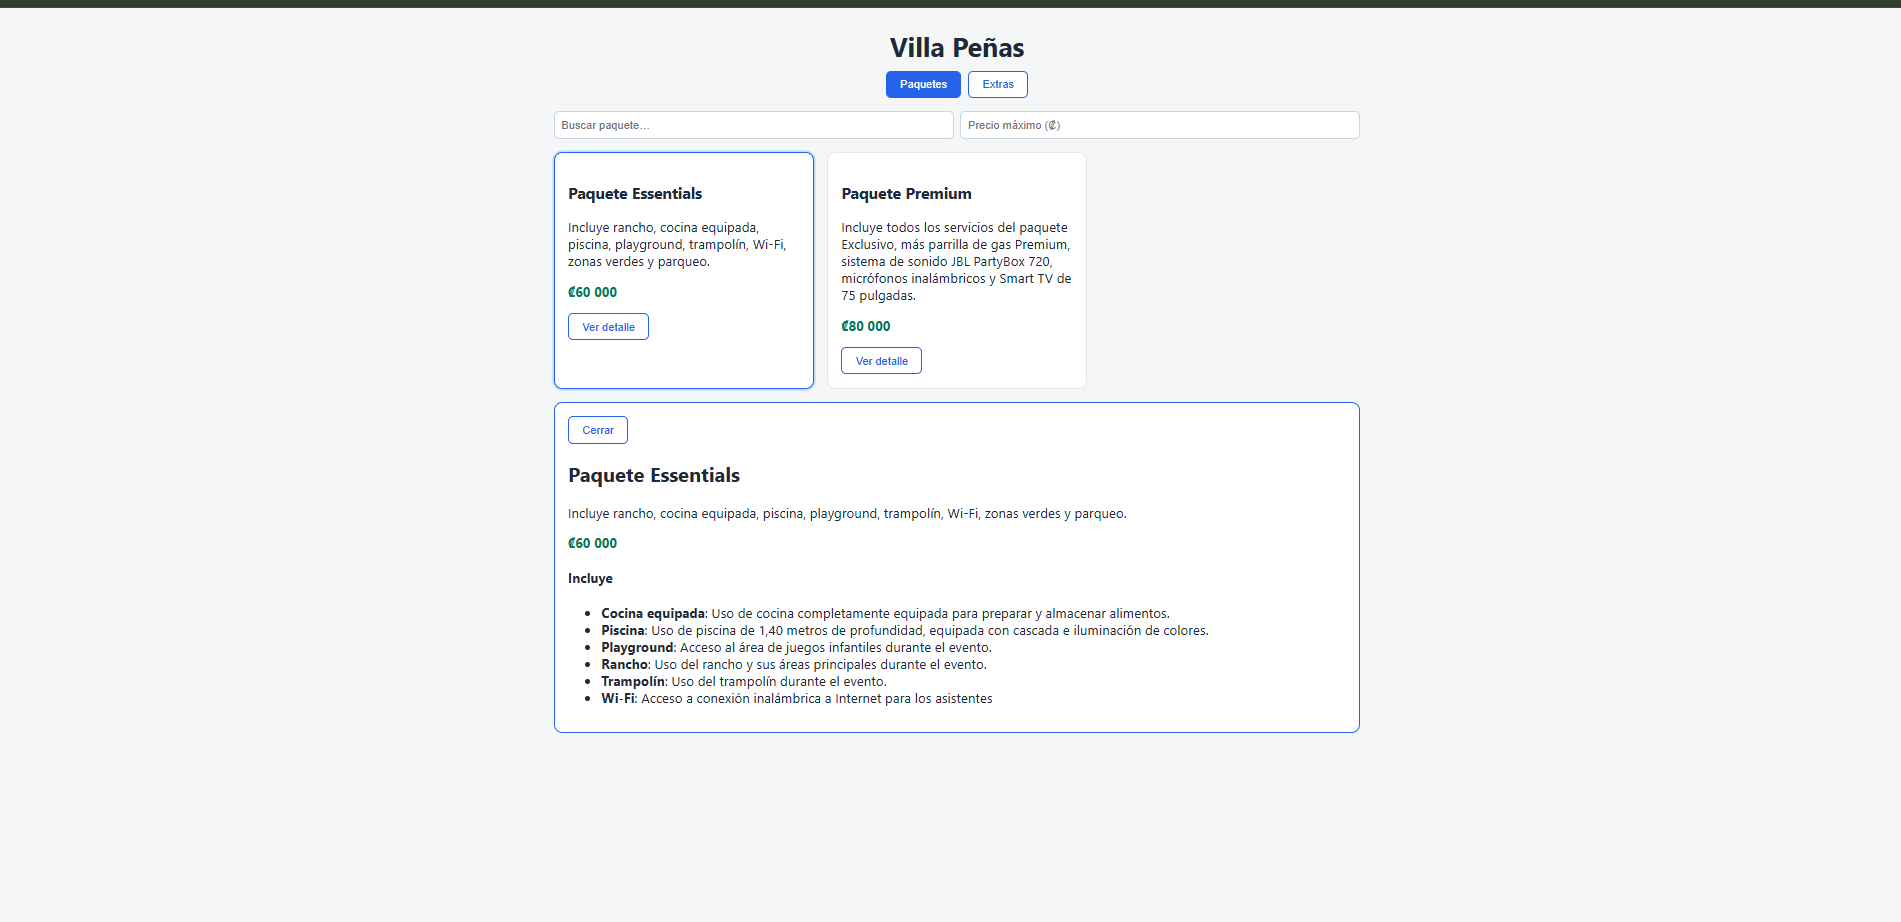 Villa Peñas
Paquetes
Extras
Buscar paquete...
Precio máximo (₡)
Paquete Essentials
Incluye rancho, cocina equipada,
piscina, playground, trampolín, Wi-Fi,
zonas verdes y parqueo.
₡60 000
Ver detalle
Paquete Premium
Incluye todos los servicios del paquete
Exclusivo, más parrilla de gas Premium,
sistema de sonido JBL PartyBox 720,
micrófonos inalámbricos y Smart TV de
75 pulgadas.
₡80 000
Ver detalle
Cerrar
Paquete Essentials
Incluye rancho, cocina equipada, piscina, playground, trampolín, Wi-Fi, zonas verdes y parqueo.
₡60 000
Incluye
• Cocina equipada: Uso de cocina completamente equipada para preparar y almacenar alimentos.
• Piscina: Uso de piscina de 1,40 metros de profundidad, equipada con cascada e iluminación de colores.
• Playground: Acceso al área de juegos infantiles durante el evento.
• Rancho: Uso del rancho y sus áreas principales durante el evento.
• Trampolín: Uso del trampolín durante el evento.
• Wi-Fi: Acceso a conexión inalámbrica a Internet para los asistentes